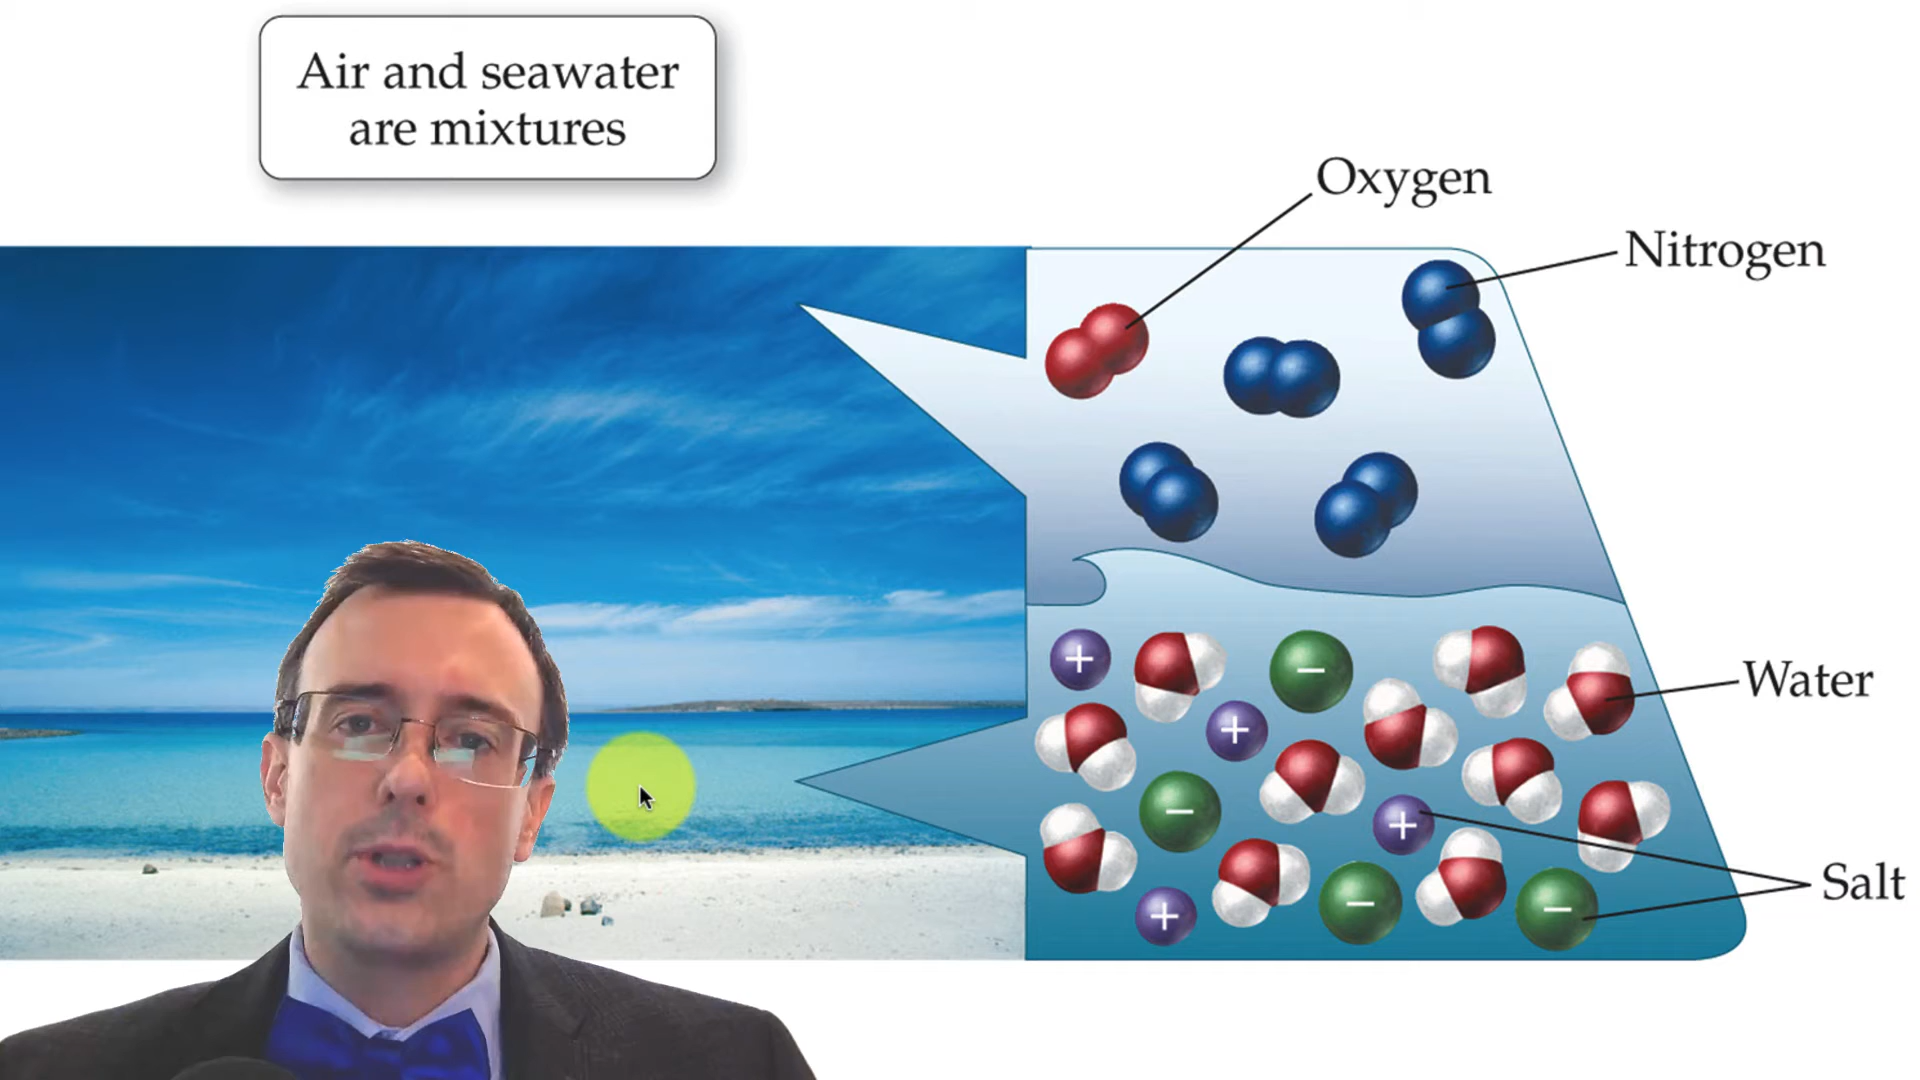 Air and seawater
are mixtures
Oxygen
Nitrogen
Water
Salt
+
−
+
−
+
−
+
−